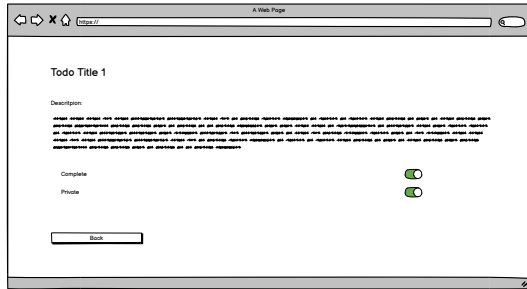 A Web Page
https://
Todo Title 1
Descritpion:
Complete
Private
Back